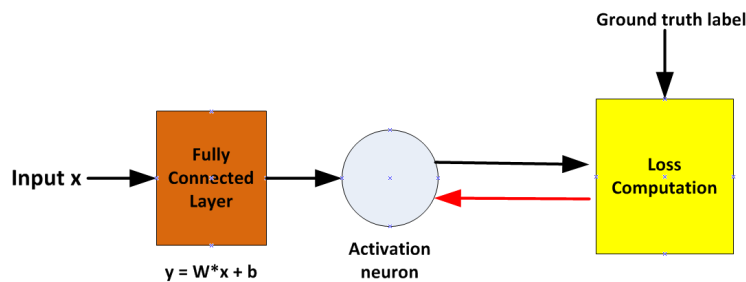 Ground truth label
Input x
Fully
Connected
Layer
Loss
Computation
Activation
neuron
y = W*x + b